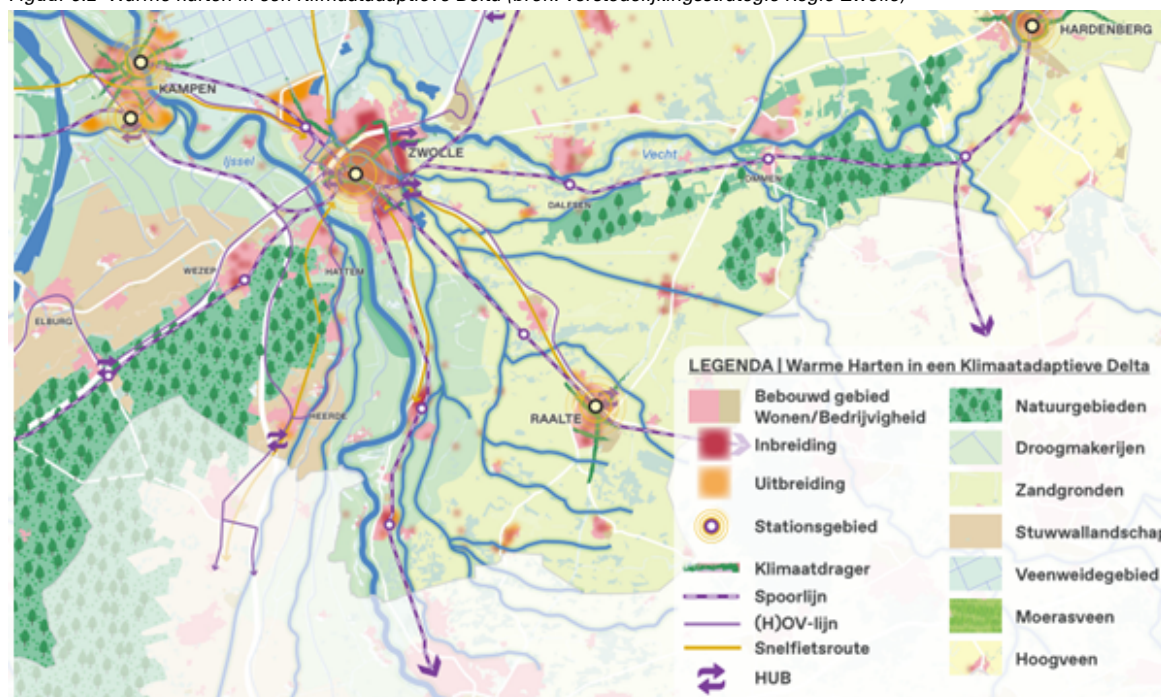 Figuur 6.2 Warme harten in een Klimaatadaptieve Delta (bron: Verstedelijkingsstrategie Regio Zwolle)
HARDENBERG
KAMPEN
ZWOLLE
Ijssel
Vecht
OMMEN
DALFSEN
WEZEP
HATTEM
ELBURG
HEERDE
RAALTE
LEGENDA | Warme Harten in een Klimaatadaptieve Delta
Bebouwd gebied
Wonen/Bedrijvigheid
Inbreiding
Uitbreiding
Stationsgebied
Klimaatdrager
Spoorlijn
(H)OV-lijn
Snelfietsroute
HUB
Natuurgebieden
Droogmakerijen
Zandgronden
Stuwwallandschap
Veenweidegebied
Moerasveen
Hoogveen